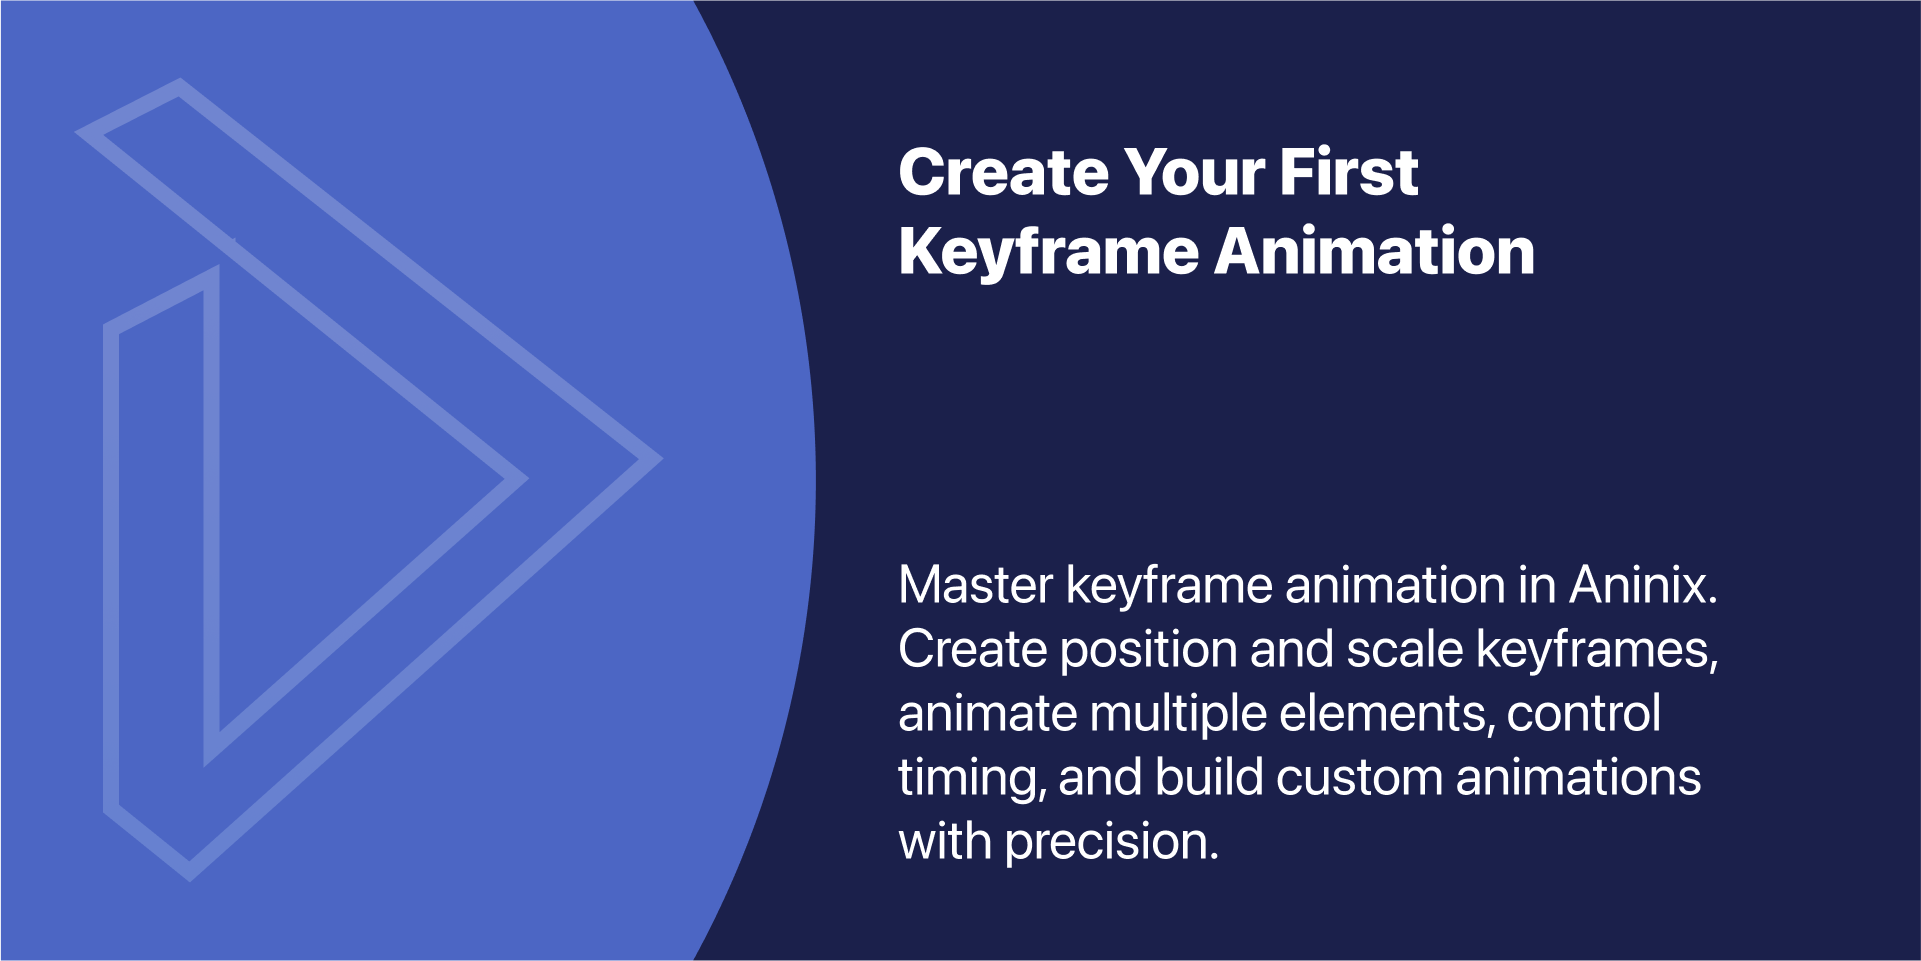 Create Your First
Keyframe Animation
Master keyframe animation in Aninix.
Create position and scale keyframes,
animate multiple elements, control
timing, and build custom animations
with precision.